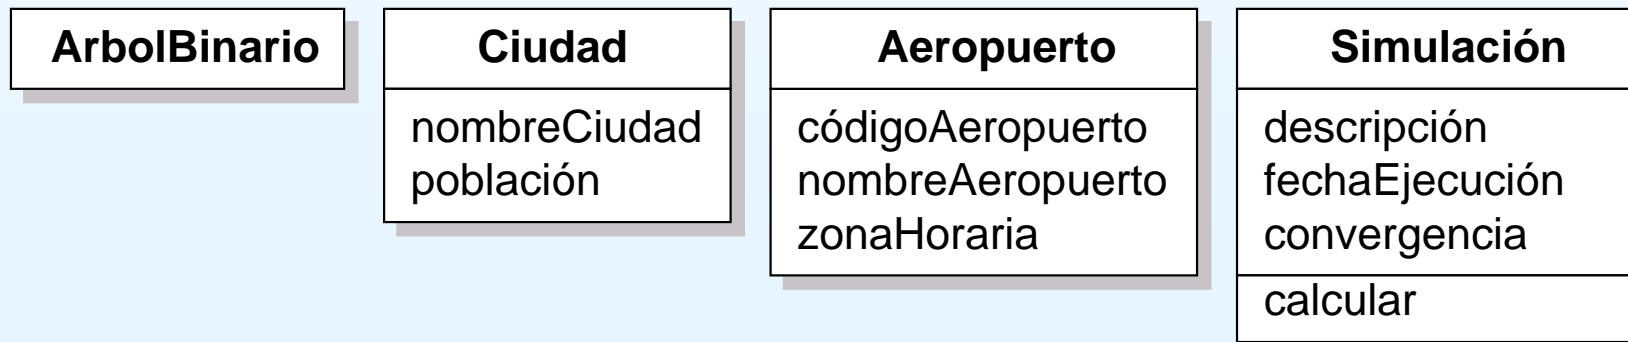 ArbolBinario
Ciudad
nombreCiudad
población
Aeropuerto
códigoAeropuerto
nombreAeropuerto
zonaHoraria
Simulación
descripción
fechaEjecución
convergencia
calcular